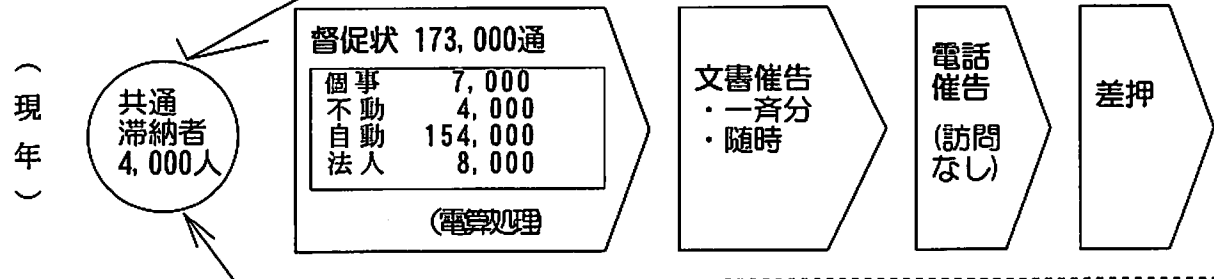 （現年）
共通
滞納者
4,000人
督促状 173,000通
個事 7,000
不動 4,000
自動 154,000
法人 8,000
(電算処理)
文書催告
・一斉分
・随時
電話
催告
(訪問
なし)
差押